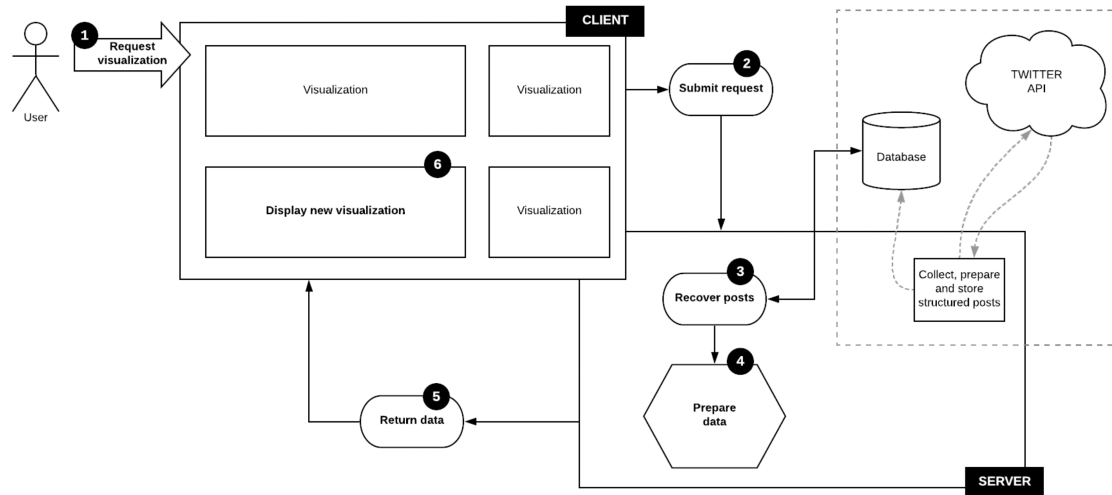 CLIENT
1
Request
visualization
User
Visualization
Visualization
2
Submit request
TWITTER
API
Database
6
Display new visualization
Visualization
3
Recover posts
Collect, prepare
and store
structured posts
4
Prepare
data
5
Return data
SERVER